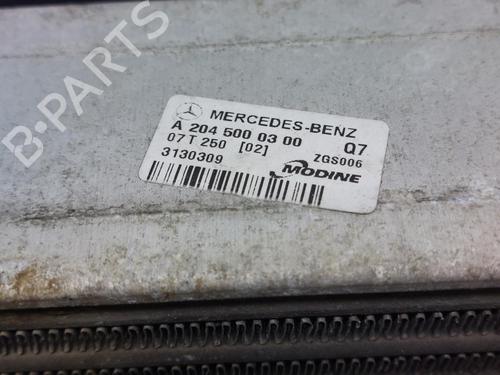 B-PARTS
MERCEDES-BENZ
A 204 500 03 00 Q7
07T 250 [02] ZGS006
3130309 MODINE